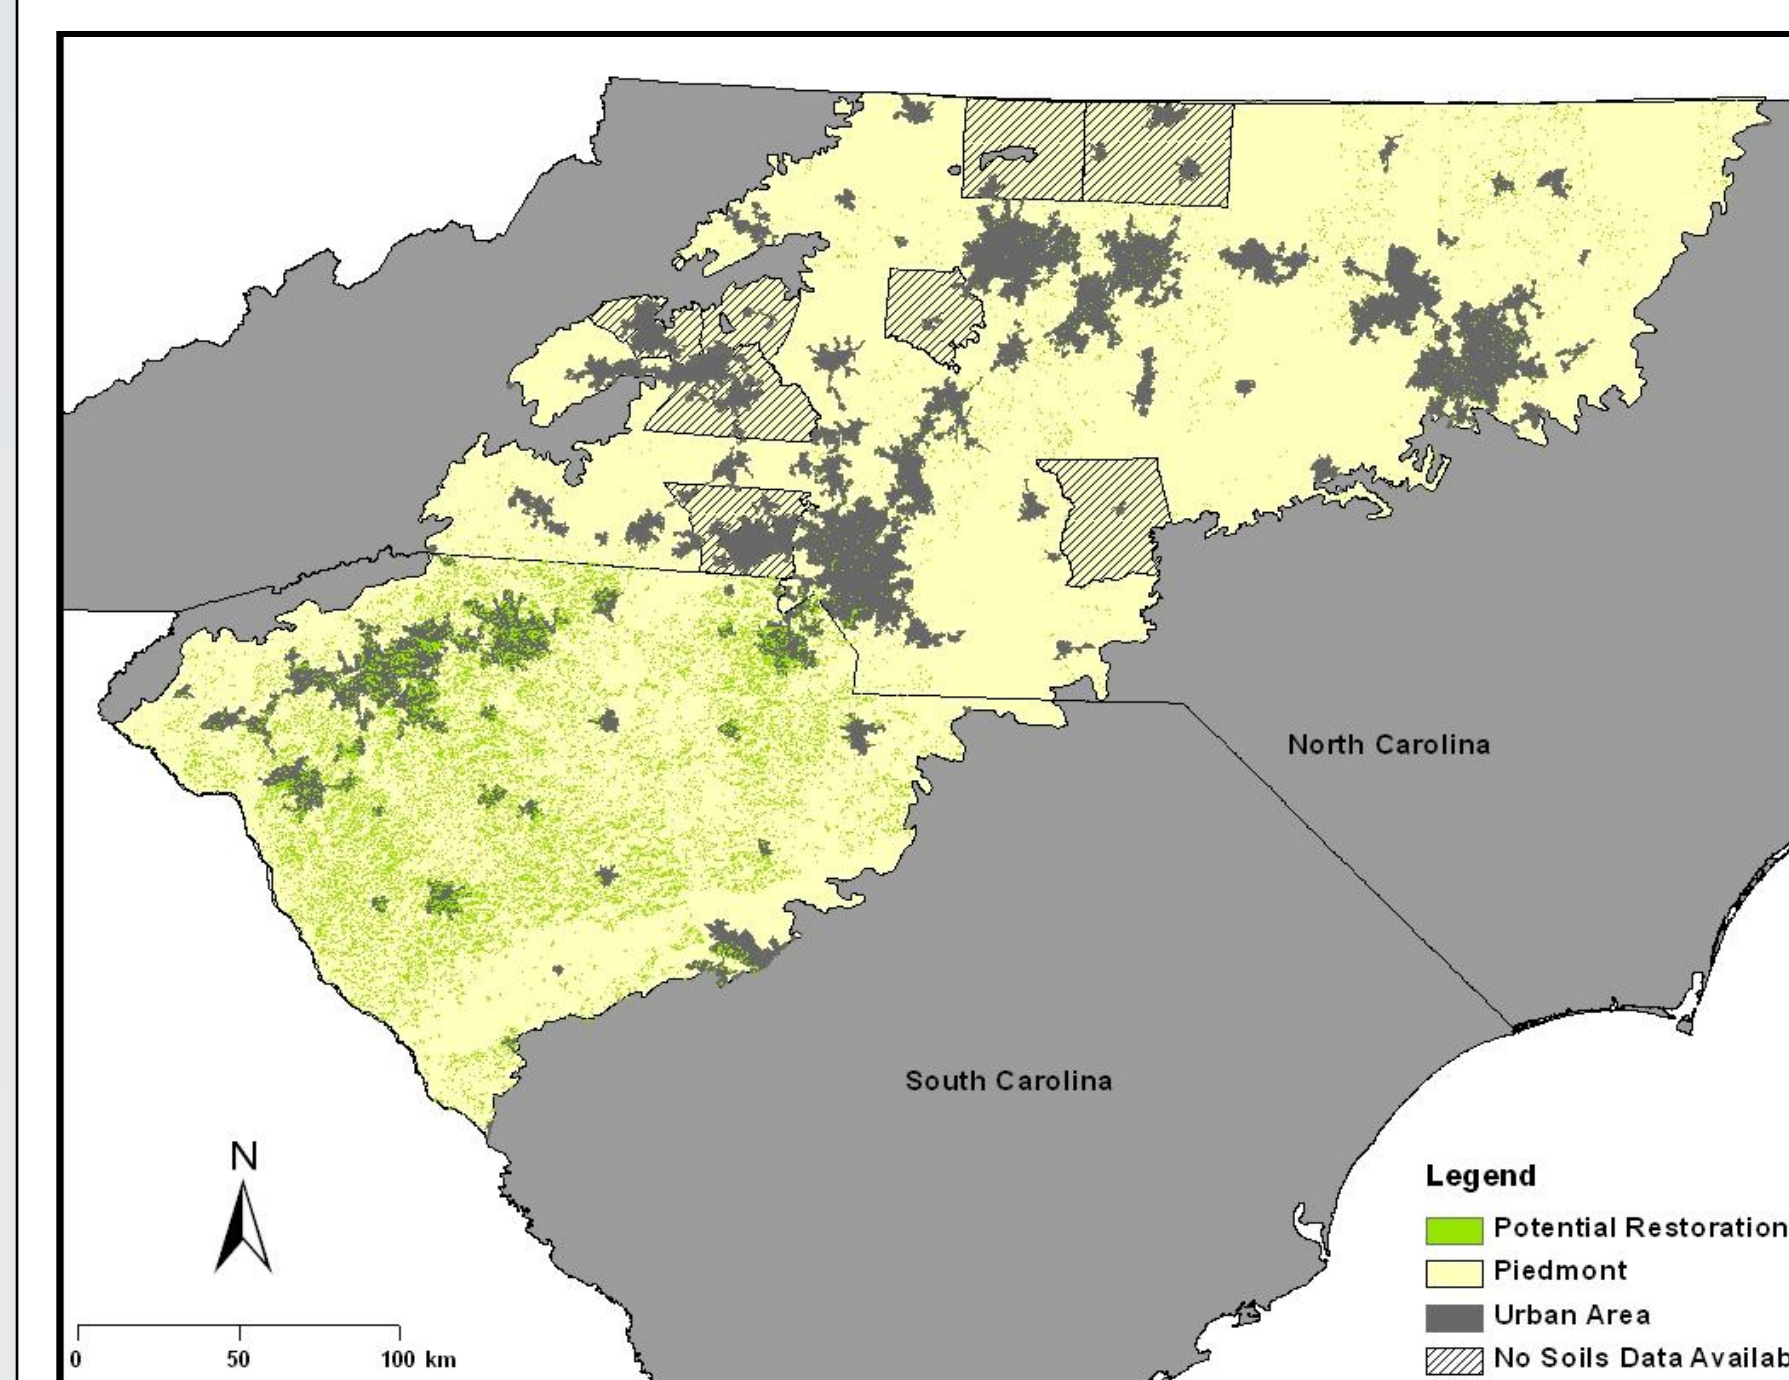 North Carolina
South Carolina
N
0 50 100 km
Legend
Potential Restoration
Piedmont
Urban Area
No Soils Data Availab